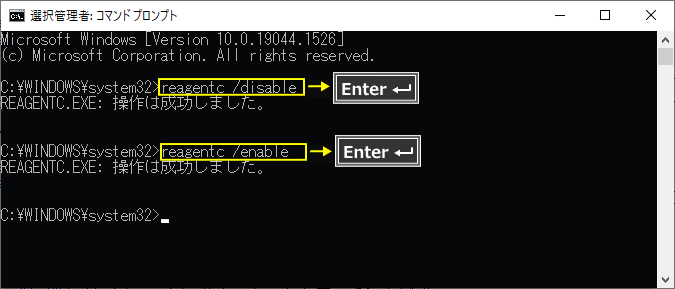 選択管理者: コマンドプロンプト
Microsoft Windows [Version 10.0.19044.1526]
(c) Microsoft Corporation. All rights reserved.
C:¥WINDOWS¥system32>reagentc /disable Enter
REAGENTC.EXE: 操作は成功しました。
C:¥WINDOWS¥system32>reagentc /enable Enter
REAGENTC.EXE: 操作は成功しました。
C:¥WINDOWS¥system32>